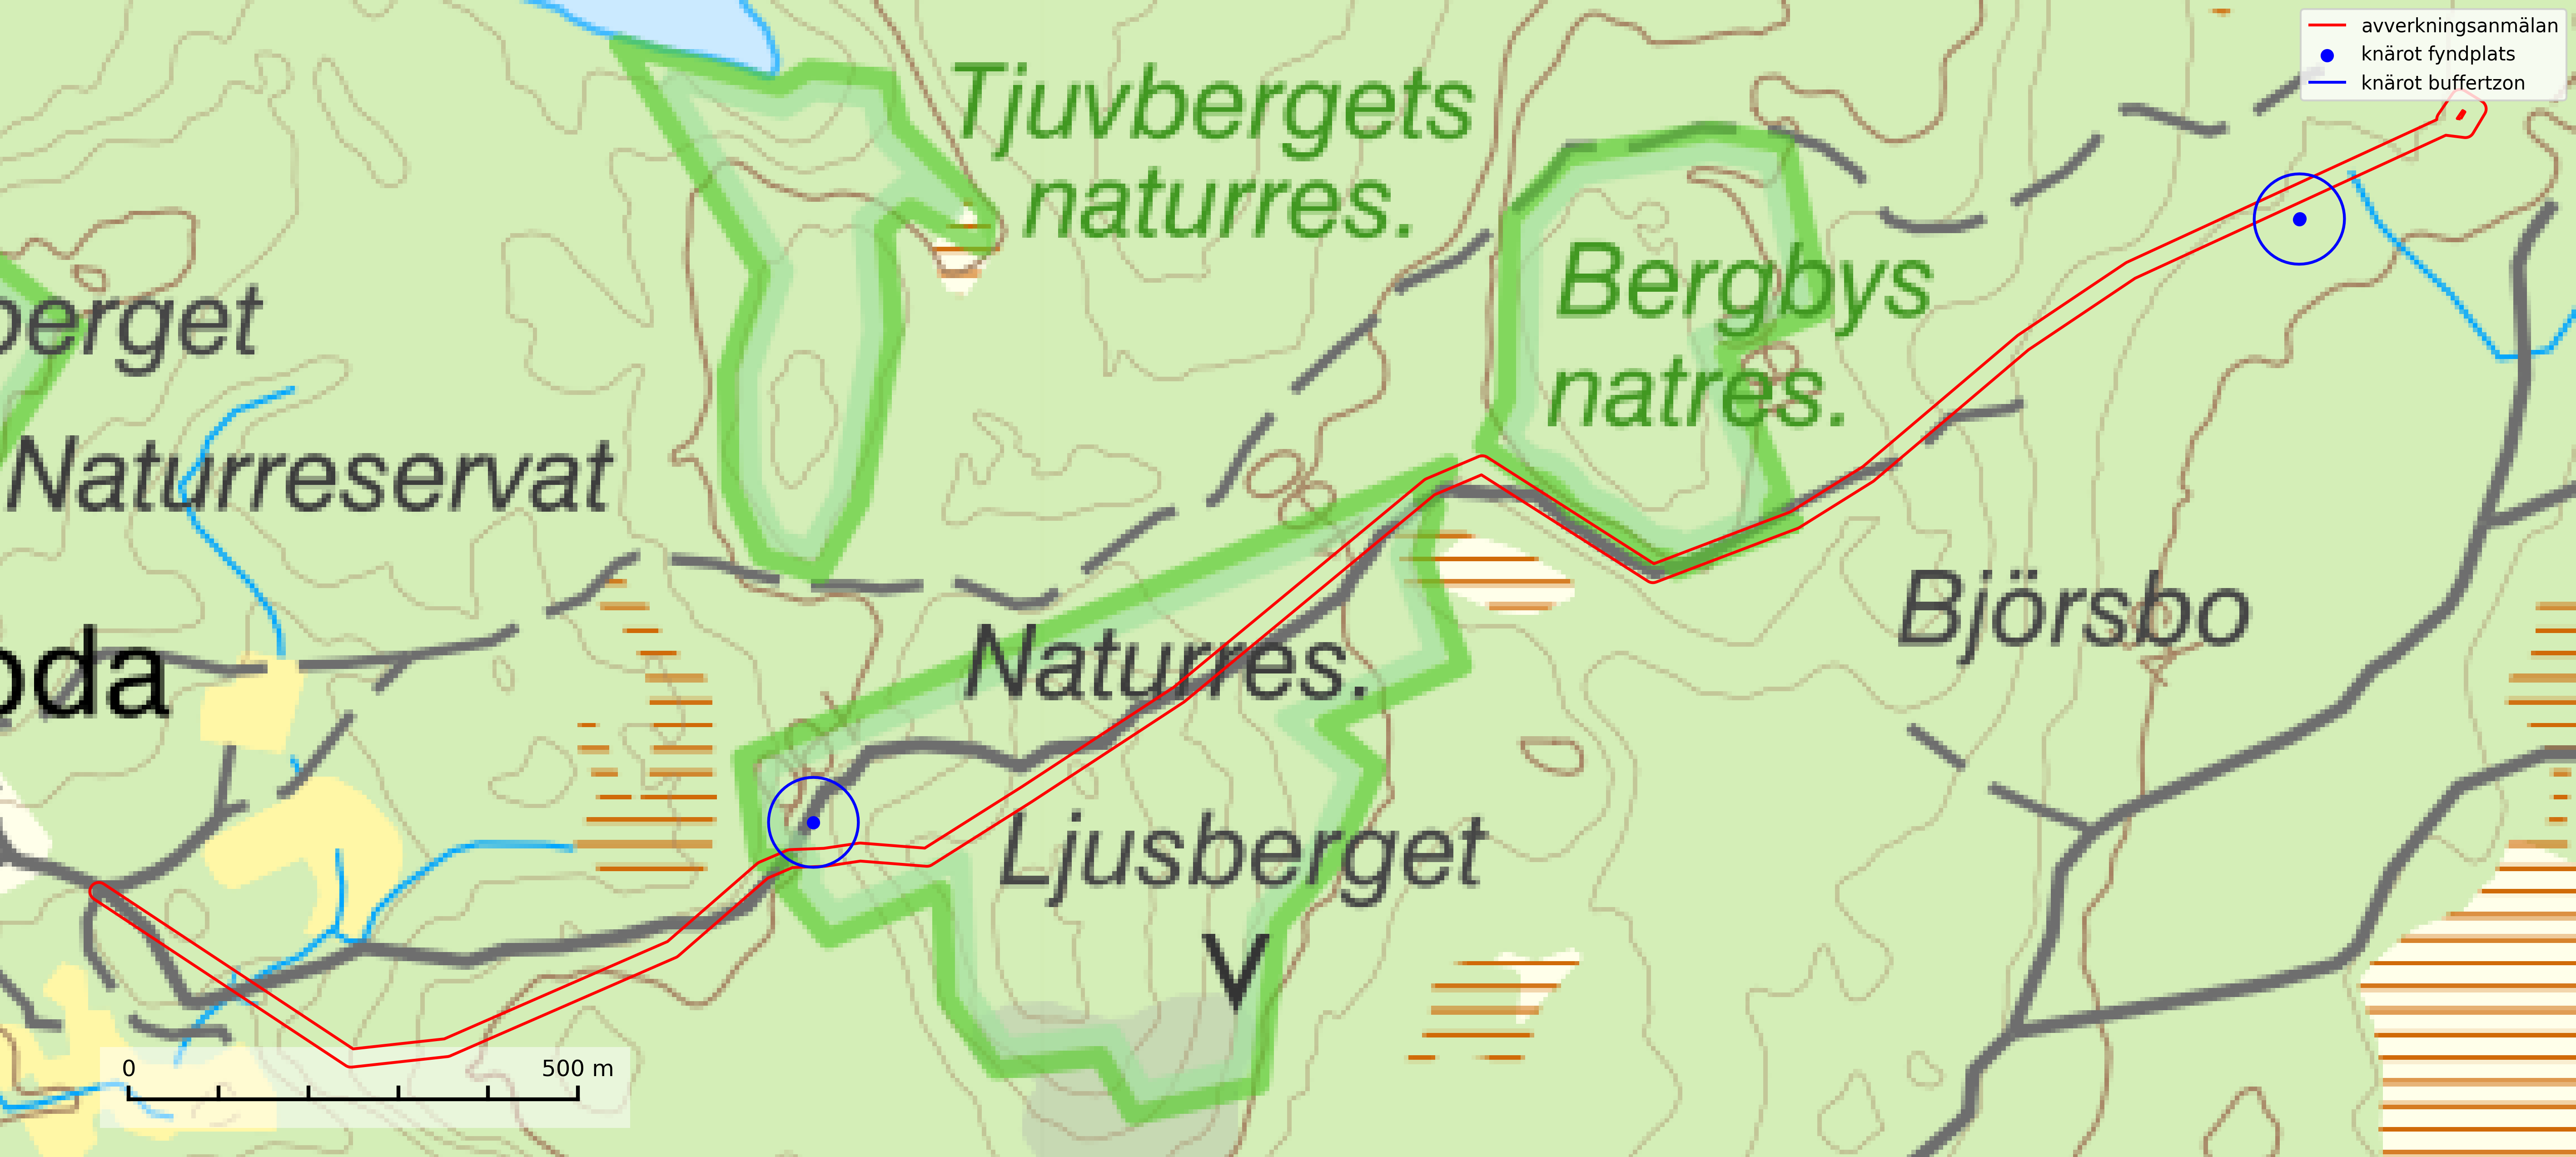 avverkningsanmälan
knärot fyndplats
knärot buffertzon
Tjuvbergets
naturres.
Bergbys
natres.
berget
Naturreservat
Björsbo
Naturres.
oda
Ljusberget
V
0 500 m